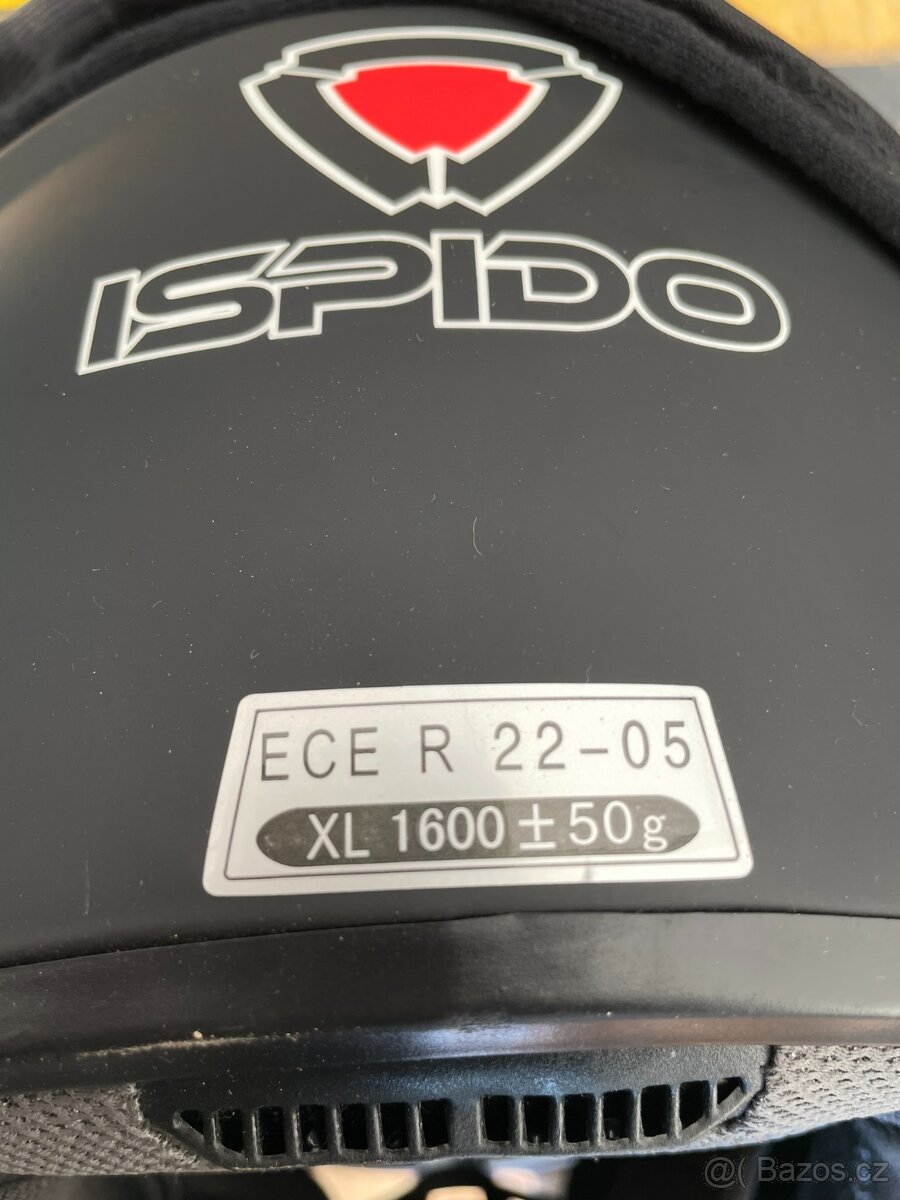 ISPIDO
ECE R 22-05
XL 1600±50g
@( Bazos.cz